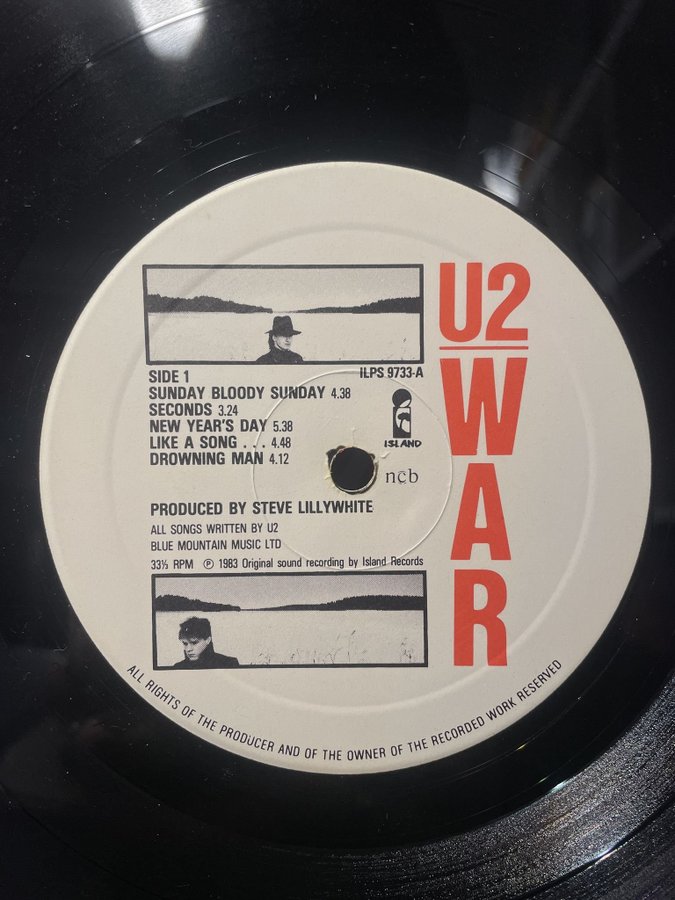 U2
WAR
SIDE 1 ILPS 9733-A
SUNDAY BLOODY SUNDAY 4.38
SECONDS 3.24
NEW YEAR'S DAY 5.38
LIKE A SONG . . . 4.48
DROWNING MAN 4.12
ISLAND
ncb
PRODUCED BY STEVE LILLYWHITE
ALL SONGS WRITTEN BY U2
BLUE MOUNTAIN MUSIC LTD
33⅓ RPM ℗ 1983 Original sound recording by Island Records
ALL RIGHTS OF THE PRODUCER AND OF THE OWNER OF THE RECORDED WORK RESERVED